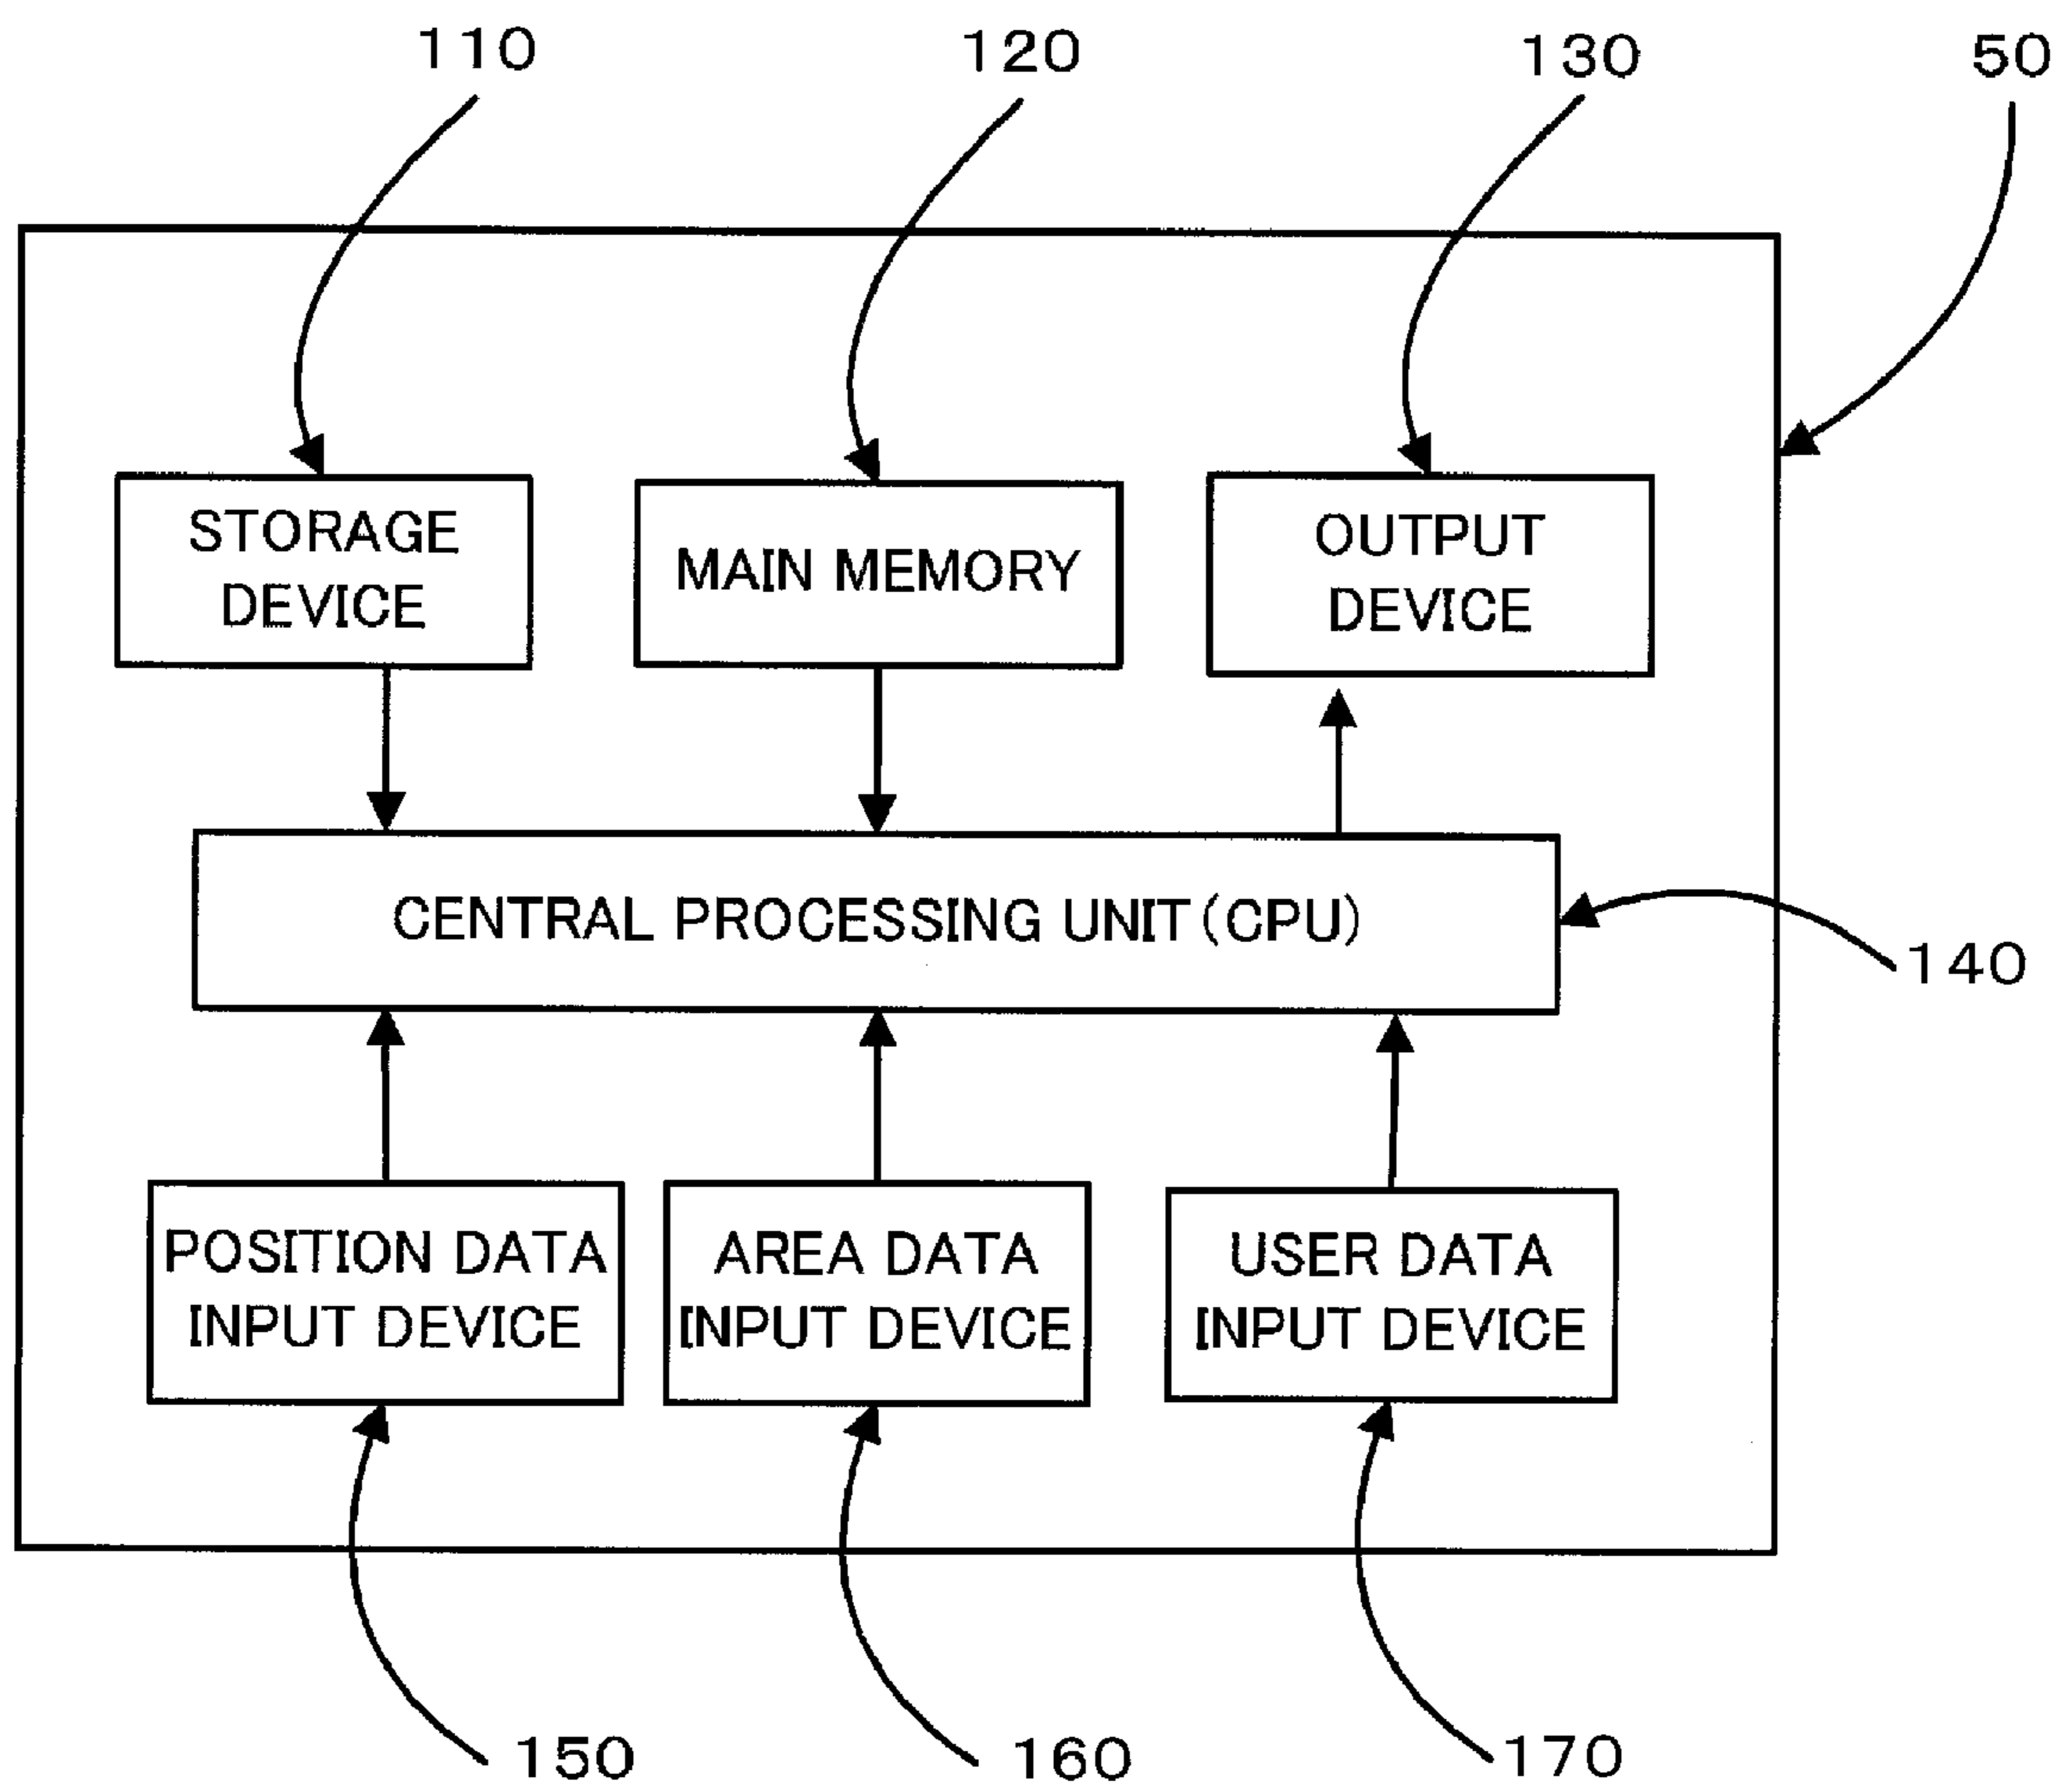 110
120
130
50
STORAGE
DEVICE
MAIN MEMORY
OUTPUT
DEVICE
CENTRAL PROCESSING UNIT(CPU)
140
POSITION DATA
INPUT DEVICE
AREA DATA
INPUT DEVICE
USER DATA
INPUT DEVICE
150
160
170